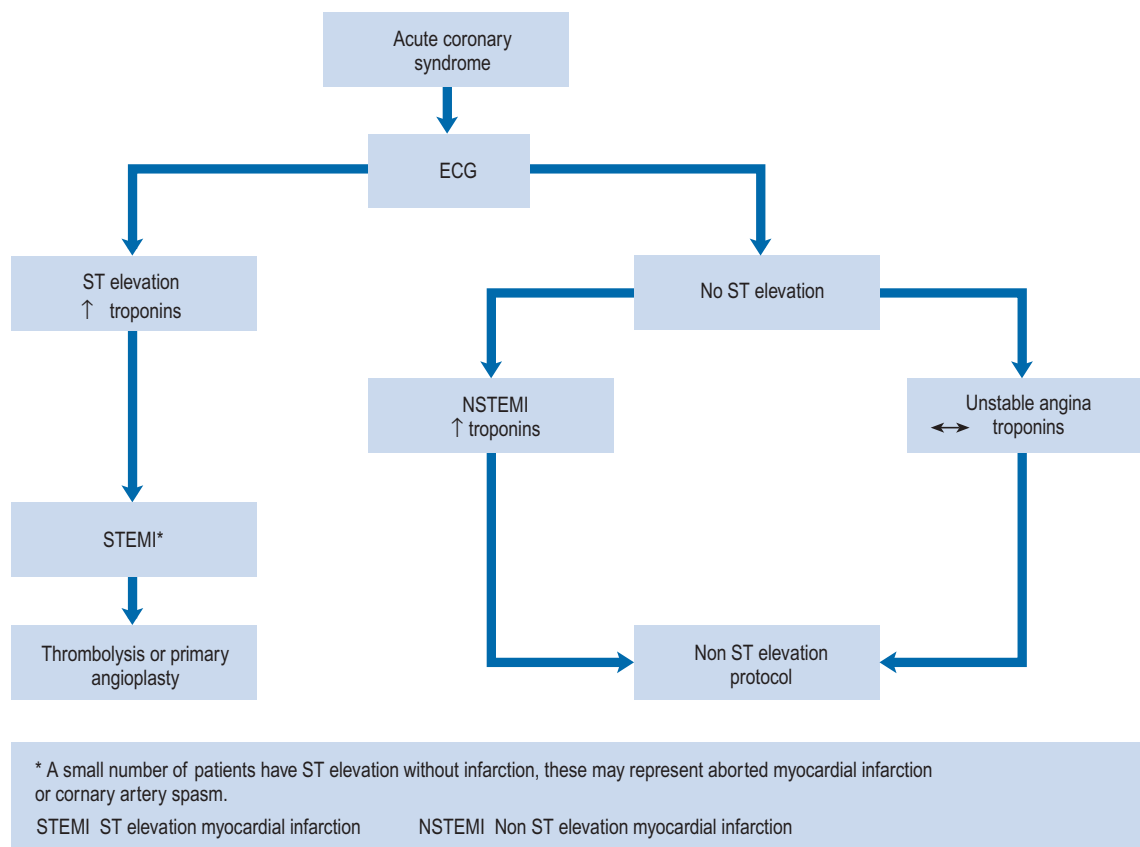 Acute coronary
syndrome
ECG
ST elevation
↑ troponins
No ST elevation
NSTEMI
↑ troponins
Unstable angina
↔ troponins
STEMI*
Thrombolysis or primary
angioplasty
Non ST elevation
protocol
* A small number of patients have ST elevation without infarction, these may represent aborted myocardial infarction
or cornary artery spasm.
STEMI ST elevation myocardial infarction NSTEMI Non ST elevation myocardial infarction